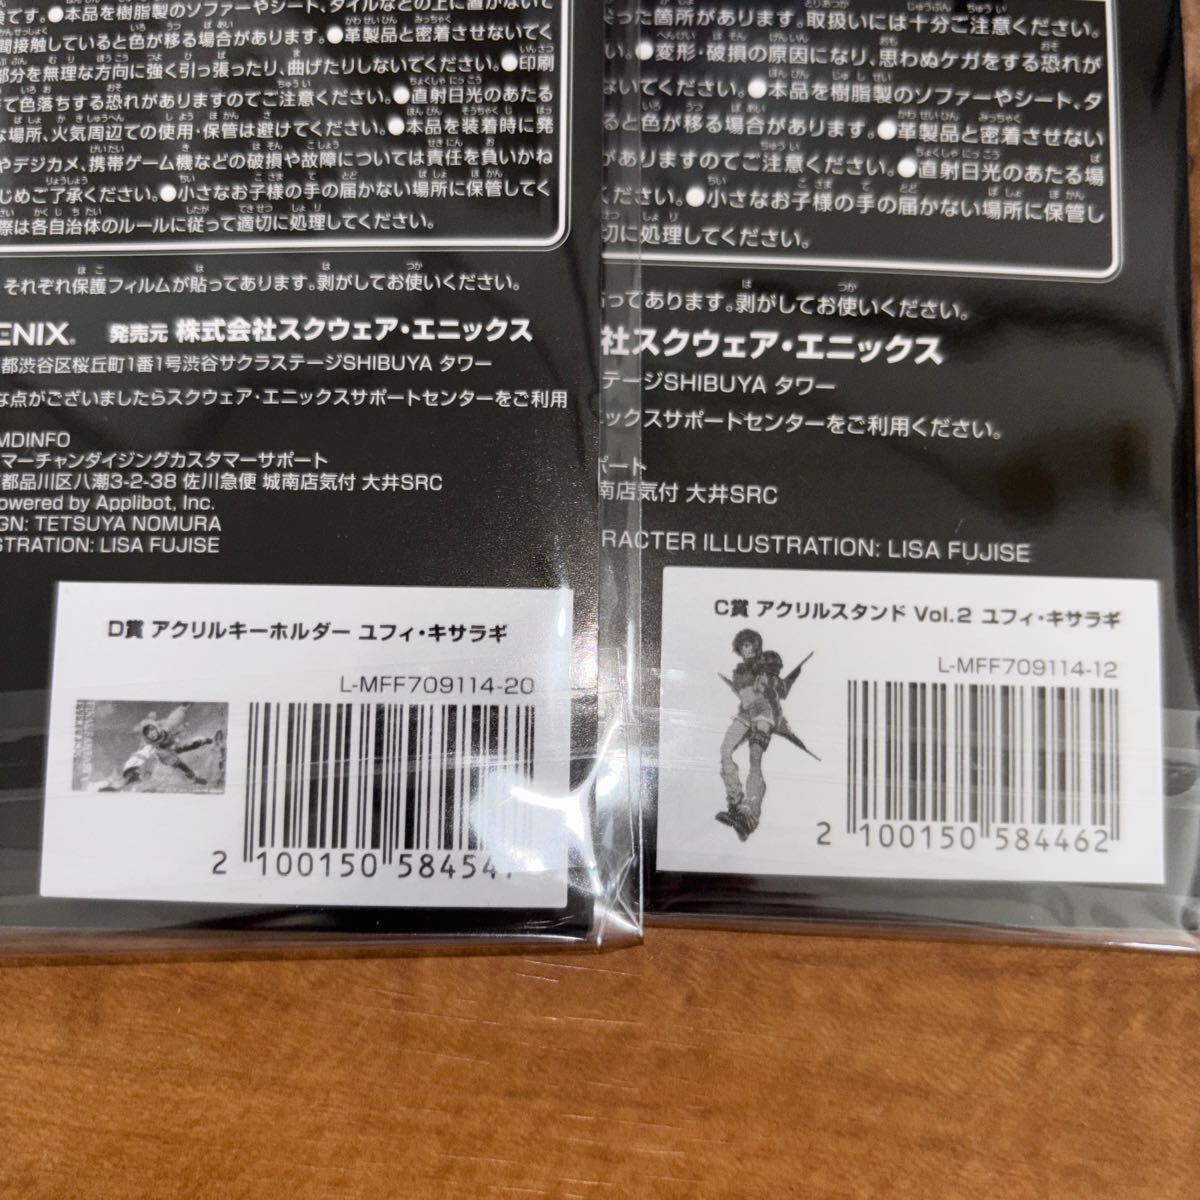 験です。●本品を樹脂製のソファーやシート、タイルなどの上に直がないで
間接触していると色が移る場合があります。●革製品と密着させないで
部分を無理な方向に強く引っ張ったり、曲げたりしないでください。●印刷
て色落ちする恐れがありますのでご注意ください。●直射日光のあたる
な場所、火気周辺での使用・保管は避けてください。●本品を装着時に発
やデジカメ、携帯ゲーム機などの破損や故障については責任を負いかね
じめご了承ください。●小さなお子様の手の届かない場所に保管してく
際は各自治体のルールに従って適切に処理してください。
それぞれ保護フィルムが貼ってあります。剥がしてお使いください。
ENIX. 発売元 株式会社スクウェア・エニックス
都渋谷区桜丘町1番1号渋谷サクラステージSHIBUYA タワー
な点がございましたらスクウェア・エニックスサポートセンターをご利用
MDINFO
マーチャンダイジングカスタマーサポート
都品川区八潮3-2-38 佐川急便 城南店気付 大井SRC
owered by Applibot, Inc.
GN: TETSUYA NOMURA
STRATION: LISA FUJISE
D賞 アクリルキーホルダー ユフィ・キサラギ
L-MFF709114-20
2 100150 58454
った箇所があります。取扱いには十分ご注意ください。
い。●変形・破損の原因になり、思わぬケガをする恐れが
ないでください。●本品を樹脂製のソファーやシート、タ
ると色が移る場合があります。●革製品と密着させない
がありますのでご注意ください。●直射日光のあたる場
ください。●小さなお子様の手の届かない場所に保管し
切に処理してください。
ってあります。剥がしてお使いください。
社スクウェア・エニックス
テージSHIBUYA タワー
ニックスサポートセンターをご利用ください。
ポート
南店気付 大井SRC
RACTER ILLUSTRATION: LISA FUJISE
C賞 アクリルスタンド Vol.2 ユフィ・キサラギ
L-MFF709114-12
2 100150 584462